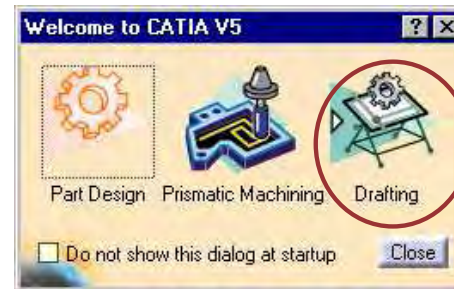 Welcome to CATIA V5
Part Design Prismatic Machining Drafting
Do not show this dialog at startup Close